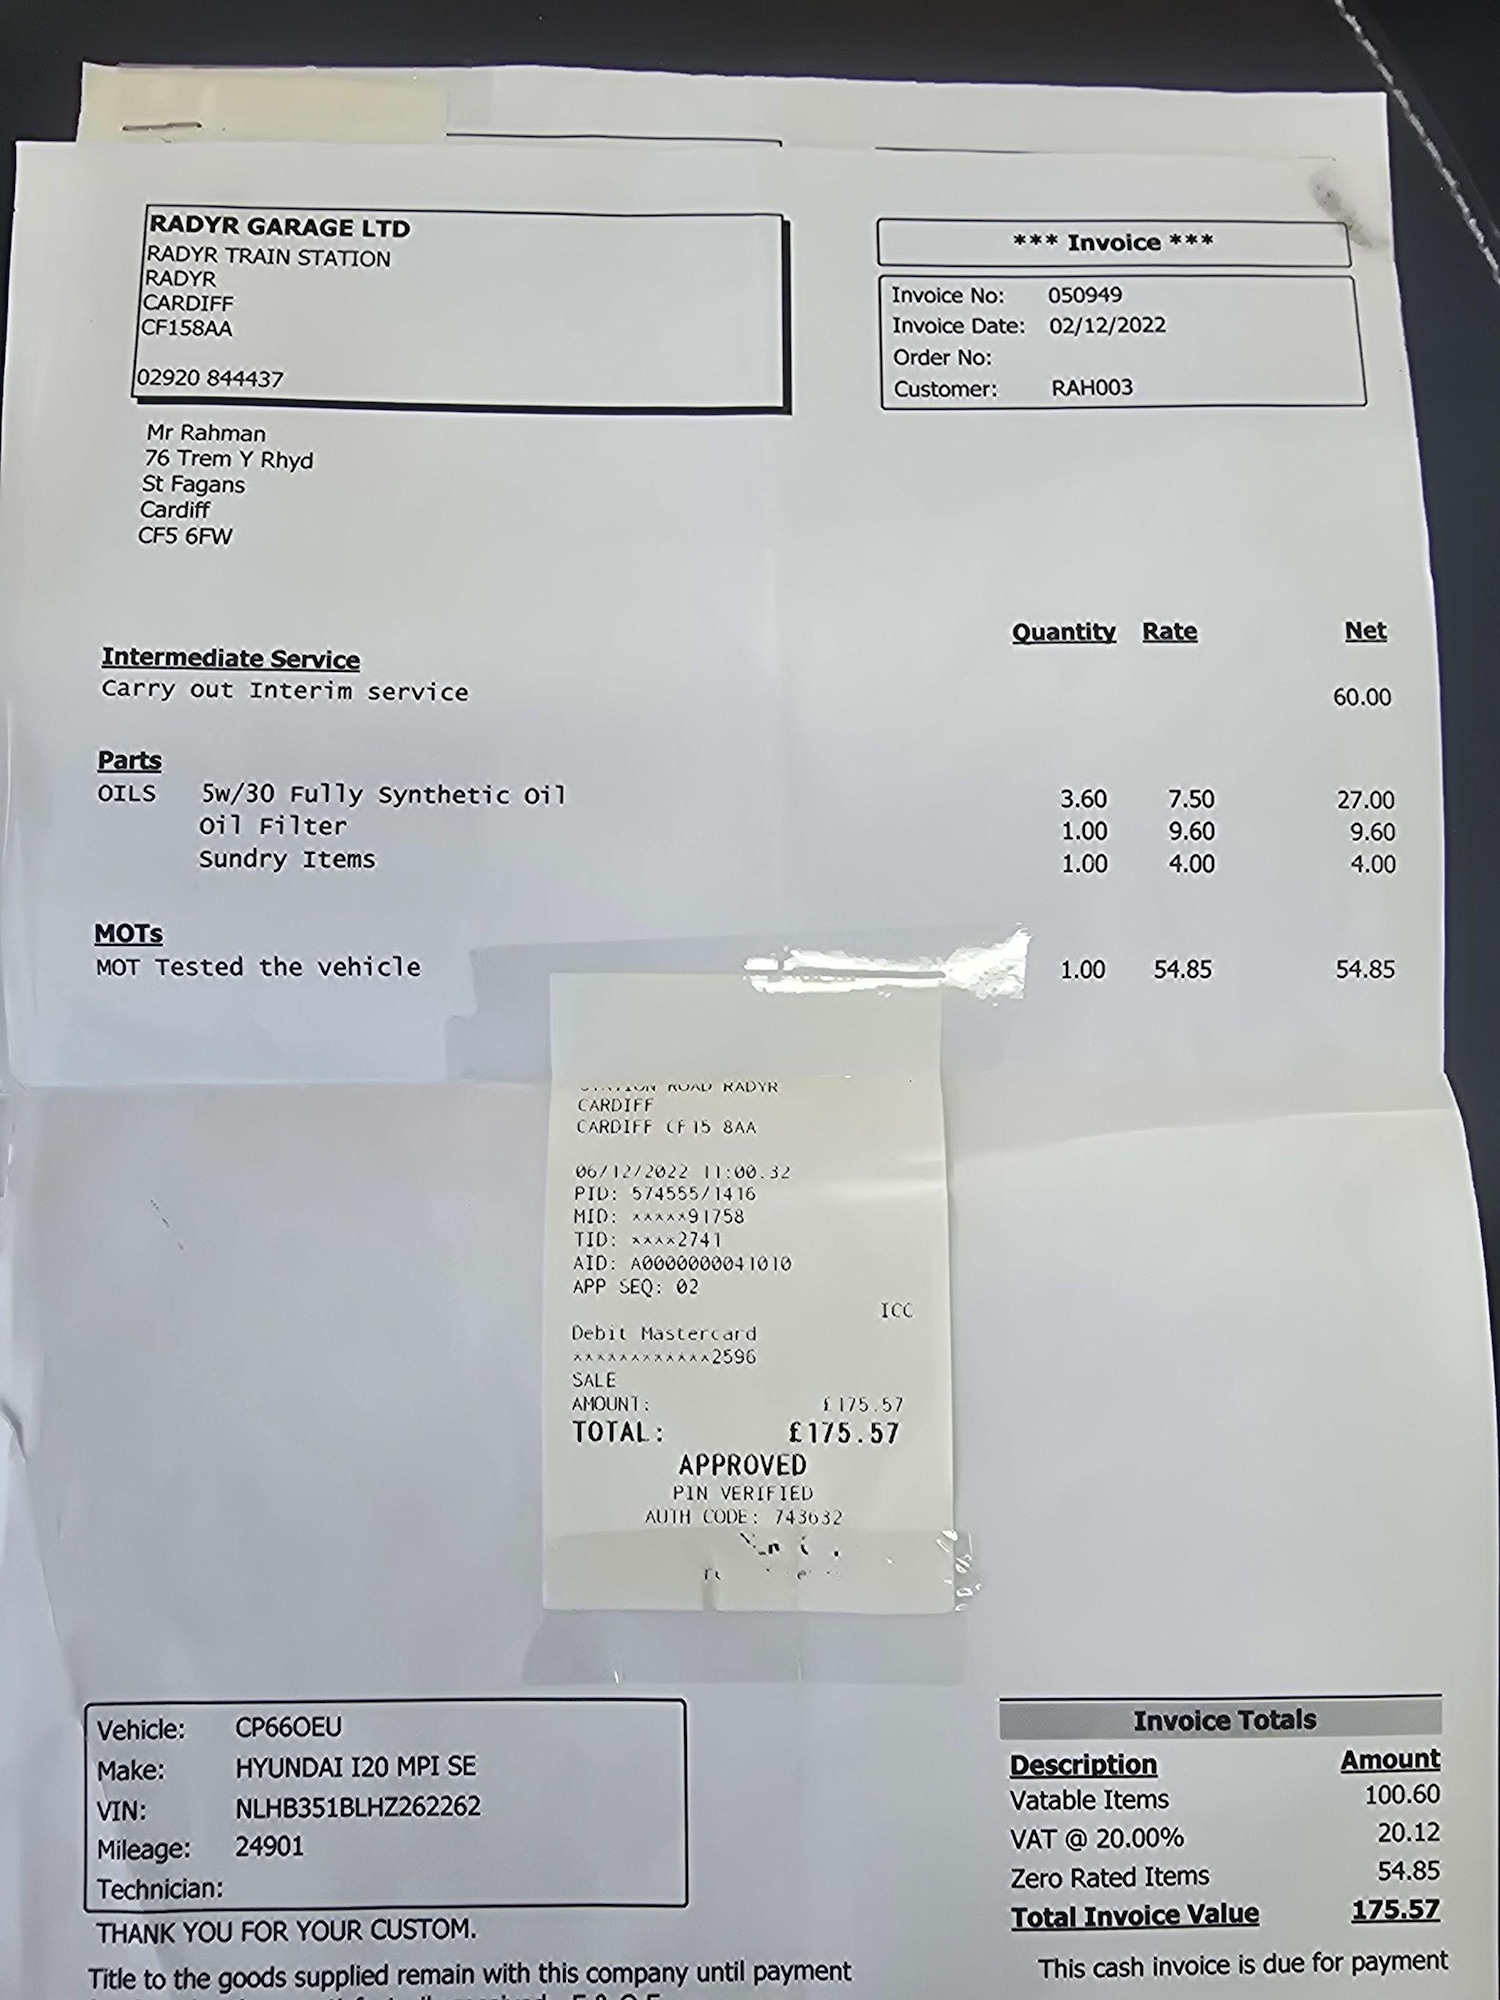 RADYR GARAGE LTD
RADYR TRAIN STATION
RADYR
CARDIFF
CF158AA
02920 844437
*** Invoice ***
Invoice No: 050949
Invoice Date: 02/12/2022
Order No:
Customer: RAH003
Mr Rahman
76 Trem Y Rhyd
St Fagans
Cardiff
CF5 6FW
Quantity Rate Net
Intermediate Service
Carry out Interim service 60.00
Parts
OILS 5w/30 Fully Synthetic Oil 3.60 7.50 27.00
Oil Filter 1.00 9.60 9.60
Sundry Items 1.00 4.00 4.00
MOTs
MOT Tested the vehicle 1.00 54.85 54.85
STATION ROAD RADYR
CARDIFF
CARDIFF CF15 8AA
06/12/2022 11:00.32
PID: 574555/1416
MID: *****91758
TID: ****2741
AID: A0000000041010
APP SEQ: 02
ICC
Debit Mastercard
************2596
SALE
AMOUNT: £175.57
TOTAL: £175.57
APPROVED
PIN VERIFIED
AUTH CODE: 743632
Vehicle: CP66OEU
Make: HYUNDAI I20 MPI SE
VIN: NLHB351BLHZ262262
Mileage: 24901
Technician:
Invoice Totals
Description Amount
Vatable Items 100.60
VAT @ 20.00% 20.12
Zero Rated Items 54.85
Total Invoice Value 175.57
THANK YOU FOR YOUR CUSTOM.
This cash invoice is due for payment
Title to the goods supplied remain with this company until payment